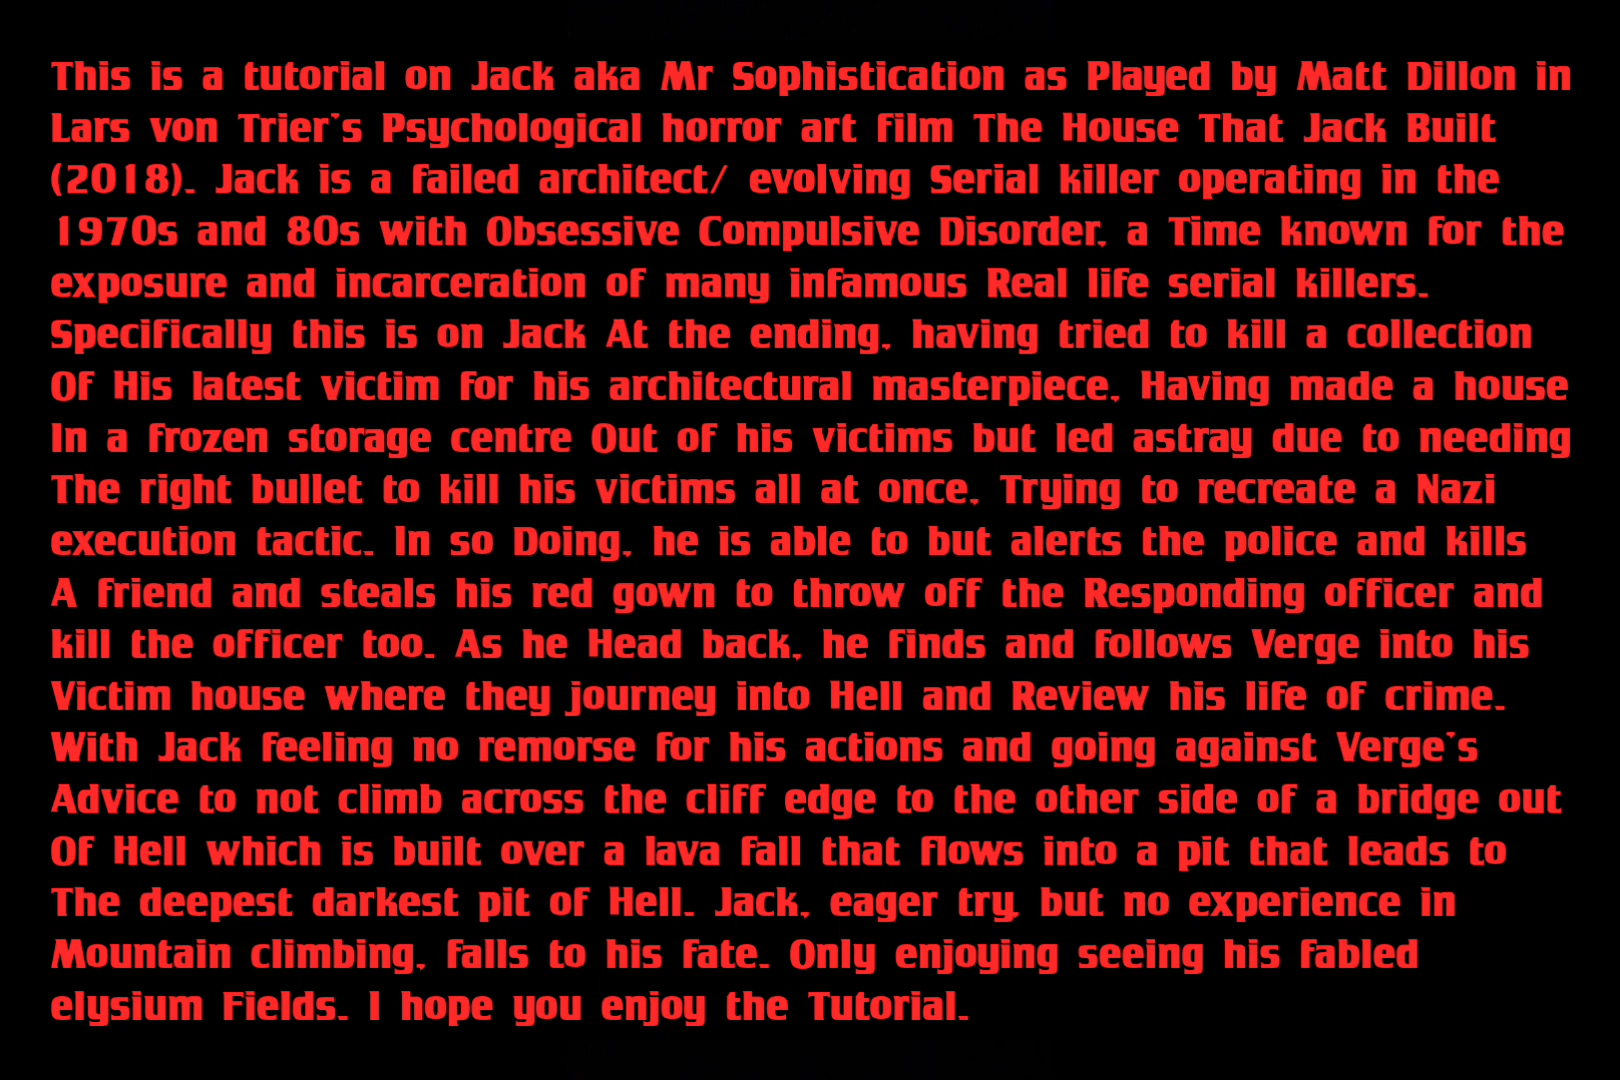 This is a tutorial on Jack aka Mr Sophistication as Played by Matt Dillon in
Lars von Trier's Psychological horror art film The House That Jack Built
(2018). Jack is a failed architect/ evolving Serial killer operating in the
1970s and 80s with Obsessive Compulsive Disorder, a Time known for the
exposure and incarceration of many infamous Real life serial killers.
Specifically this is on Jack At the ending, having tried to kill a collection
Of His latest victim for his architectural masterpiece, Having made a house
In a frozen storage centre Out of his victims but led astray due to needing
The right bullet to kill his victims all at once, Trying to recreate a Nazi
execution tactic. In so Doing, he is able to but alerts the police and kills
A friend and steals his red gown to throw off the Responding officer and
kill the officer too. As he Head back, he finds and follows Verge into his
Victim house where they journey into Hell and Review his life of crime.
With Jack feeling no remorse for his actions and going against Verge's
Advice to not climb across the cliff edge to the other side of a bridge out
Of Hell which is built over a lava fall that flows into a pit that leads to
The deepest darkest pit of Hell. Jack, eager try, but no experience in
Mountain climbing, falls to his fate. Only enjoying seeing his fabled
elysium Fields. I hope you enjoy the Tutorial.